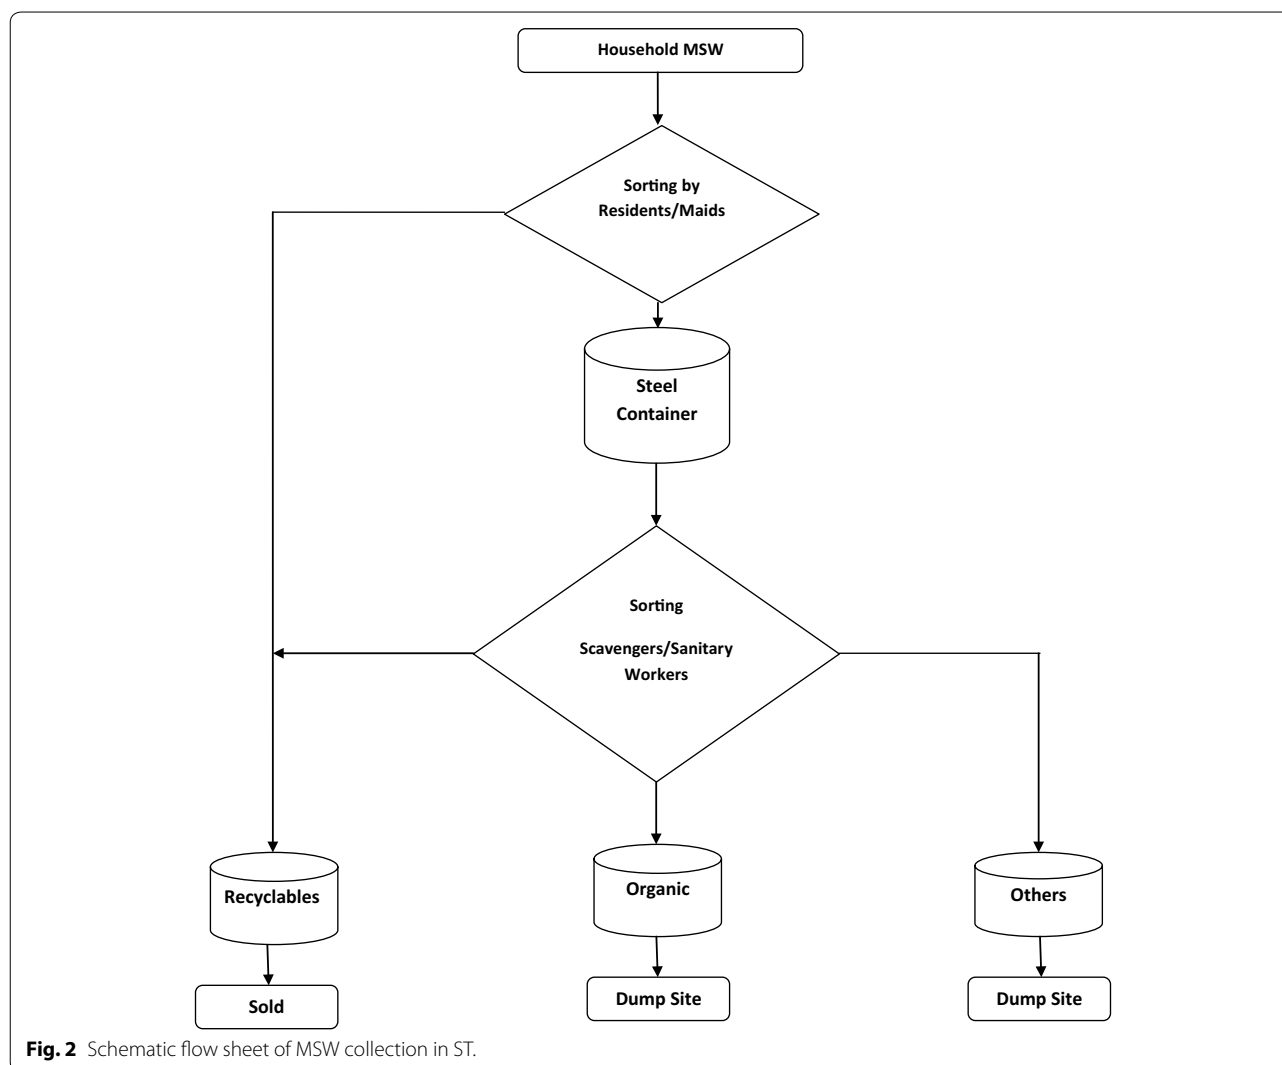 Household MSW
Sorting by
Residents/Maids
Steel
Container
Sorting
Scavengers/Sanitary
Workers
Recyclables
Organic
Others
Sold
Dump Site
Dump Site
Fig. 2 Schematic flow sheet of MSW collection in ST.